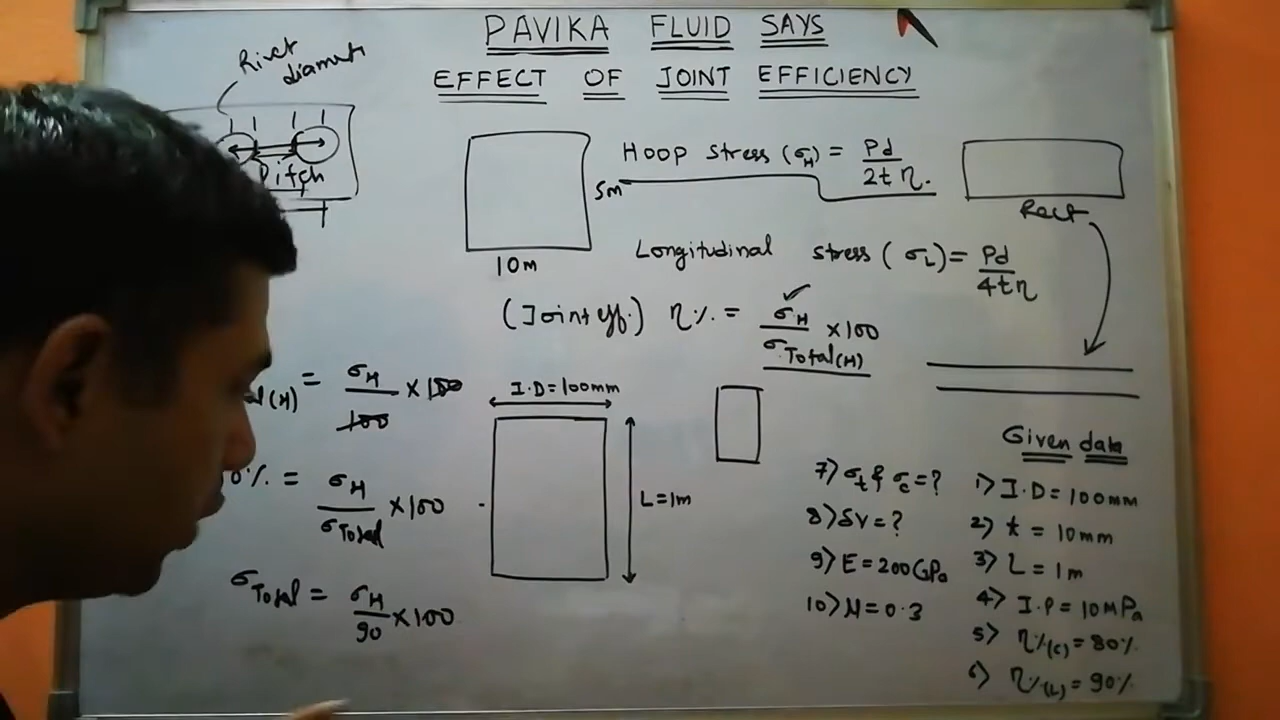 PAVIKA FLUID SAYS
EFFECT OF JOINT EFFICIENCY
Rivet
Pitch
10m
5m
Hoop Stress (σH) = Pd/2tη.
Longitudinal Stress (σL) = Pd/4tη
(Joint eff.) η% = σH/σTotal(H) ×100
Rect
al(H) = σH/100 ×100
0% = σH/σTotal ×100
σTotal = σH/90 ×100
I.D=100mm
L=1m
Given data
1) I.D=100mm
2) t = 10mm
3) L = 1m
4) I.P = 10MPa
5) η%(c) = 80%
6) η%(L) = 90%
7) σt & σc = ?
8) δV = ?
9) E = 200GPa
10) μ = 0.3